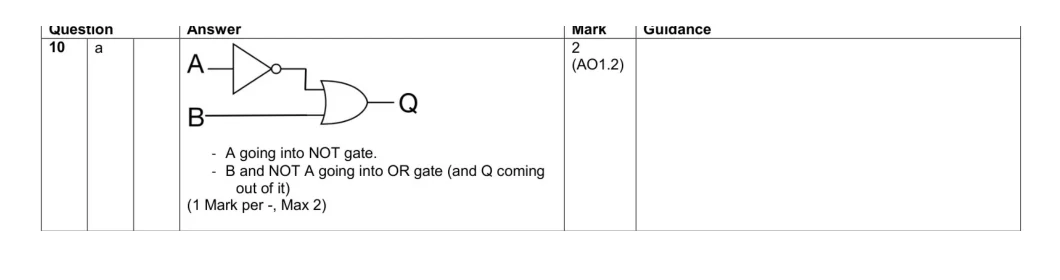 Question Answer Mark Guidance
10 a 2
(AO1.2)
A
Q
B
- A going into NOT gate.
- B and NOT A going into OR gate (and Q coming
out of it)
(1 Mark per -, Max 2)